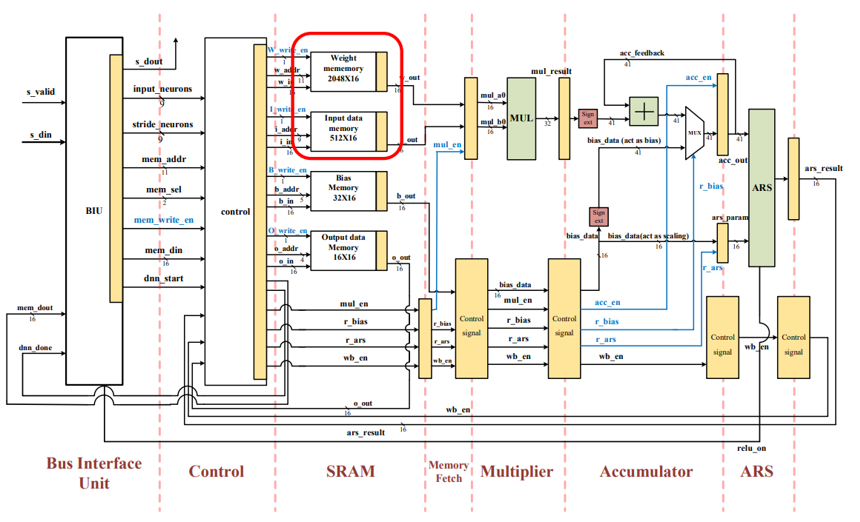 s_valid
s_din
s_dout
input_neurons
9
stride_neurons
9
mem_addr
11
mem_sel
2
mem_write_en
mem_din
16
dnn_start
BIU
mem_dout
16
dnn_done
control
W_write_en
1
w_addr
11
w_in
16
Weight
mememory
2048X16
w_out
16
I_write_en
1
i_addr
9
i_in
16
Input data
memory
512X16
_out
16
B_write_en
1
b_addr
5
b_in
16
Bias
Memory
32X16
b_out
16
O_write_en
1
o_addr
4
o_in
16
Output data
Memory
16X16
o_out
16
mul_en
r_bias
r_ars
wb_en
mul_en
r_bias
r_ars
wb_en
mul_a0
16
mul_b0
16
MUL
mul_result
32
Control
signal
bias_data
16
mul_en
r_bias
r_ars
wb_en
Control
signal
Sign
ext
41
acc_feedback
41
+
41
MUX
41
acc_en
acc_out
41
bias_data (act as bias)
41
Sign
ext
bias_data
16
bias_data(act as scaling)
16
r_bias
r_ars
acc_en
r_bias
r_ars
wb_en
ars_param
16
ARS
ars_result
16
Control
signal
wb_en
Control
signal
o_out
16
wb_en
ars_result
16
relu_on
Bus Interface
Unit
Control
SRAM
Memory
Fetch
Multiplier
Accumulator
ARS